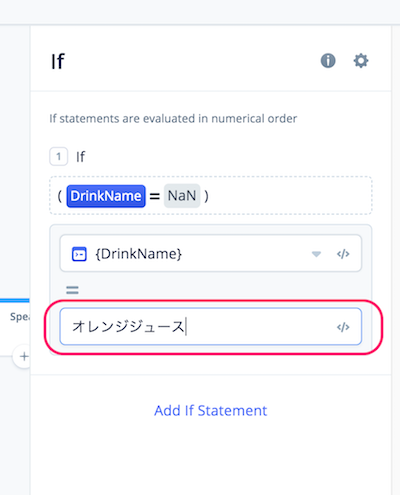 If
If statements are evaluated in numerical order
1 If
( DrinkName = NaN )
{DrinkName} </>
=
Spea
オレンジジュース </>
+
Add If Statement